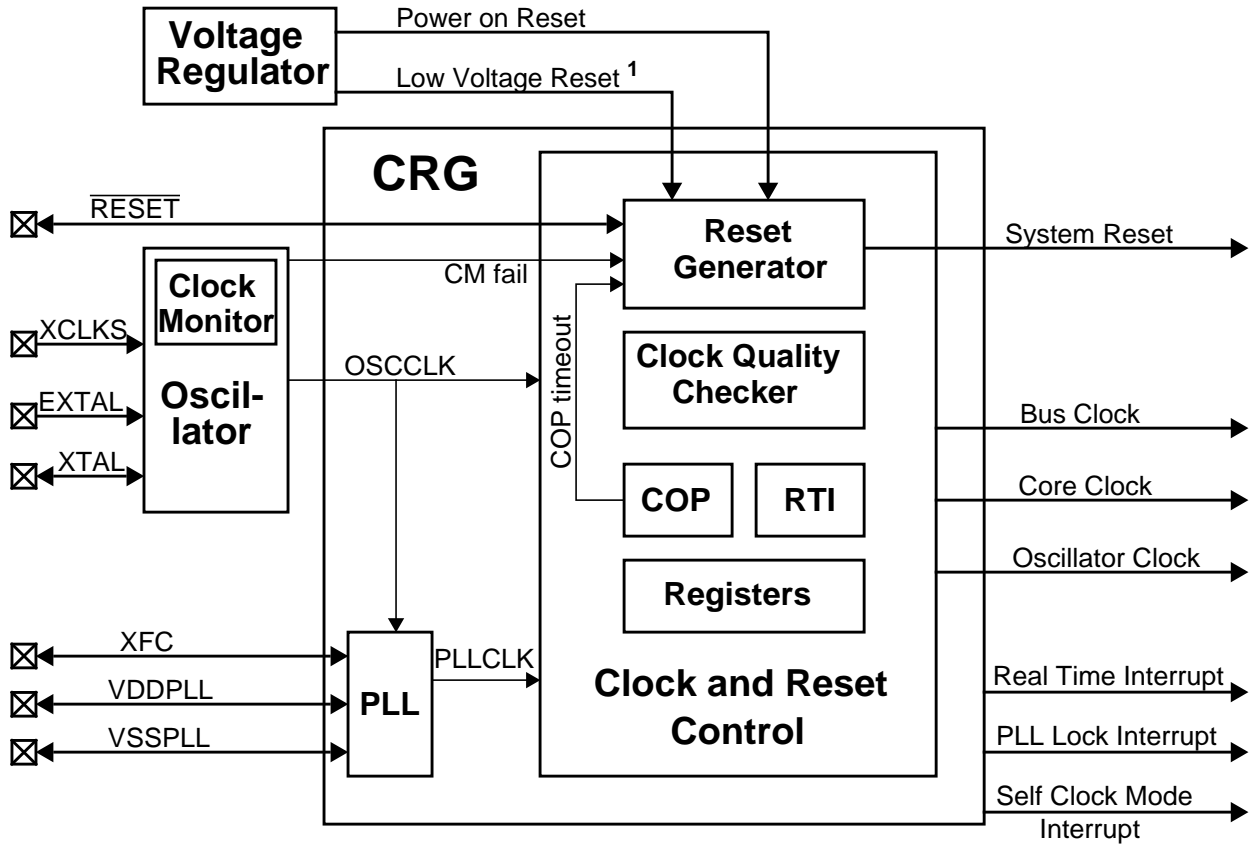 Voltage
Regulator
Power on Reset
Low Voltage Reset 1
CRG
RESET
Reset
Generator
System Reset
CM fail
Clock
Monitor
XCLKS
OSCCLK
COP timeout
Clock Quality
Checker
EXTAL
Oscil-
lator
Bus Clock
XTAL
COP
RTI
Core Clock
Oscillator Clock
Registers
XFC
PLLCLK
VDDPLL
PLL
VSSPLL
Clock and Reset
Control
Real Time Interrupt
PLL Lock Interrupt
Self Clock Mode
Interrupt